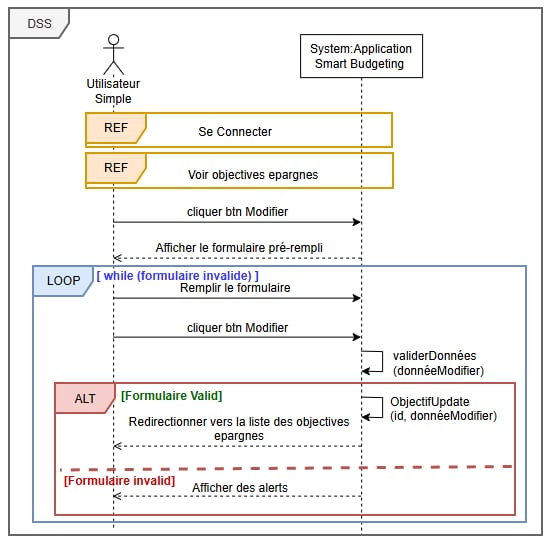 DSS
Utilisateur
Simple
System:Application
Smart Budgeting
REF
Se Connecter
REF
Voir objectives epargnes
cliquer btn Modifier
Afficher le formulaire pré-rempli
LOOP
[ while (formulaire invalide) ]
Remplir le formulaire
cliquer btn Modifier
validerDonnées
(donnéeModifier)
ALT
[Formulaire Valid]
ObjectifUpdate
(id, donnéeModifier)
Redirectionner vers la liste des objectives
epargnes
[Formulaire invalid]
Afficher des alerts